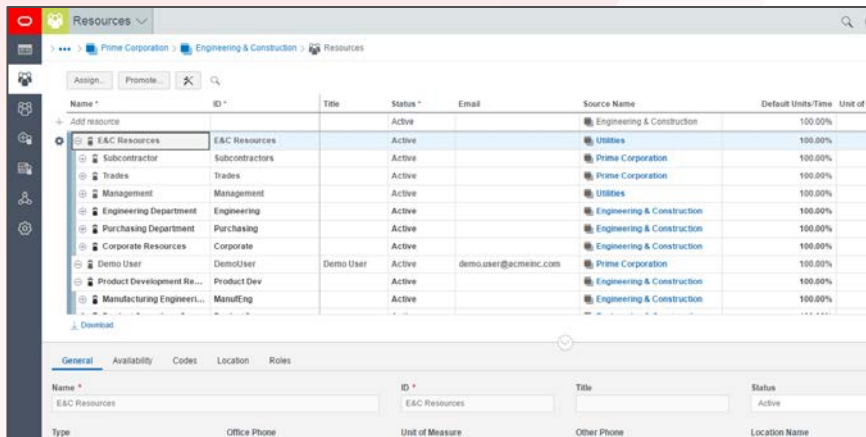 Resources
••• > Prime Corporation > Engineering & Construction > Resources
Assign... Promote...
Name * ID * Title Status * Email Source Name Default Units/Time Unit of
Add resource Active Engineering & Construction 100.00%
E&C Resources E&C Resources Active Utilities 100.00%
Subcontractor Subcontractors Active Prime Corporation 100.00%
Trades Trades Active Prime Corporation 100.00%
Management Management Active Utilities 100.00%
Engineering Department Engineering Active Engineering & Construction 100.00%
Purchasing Department Purchasing Active Engineering & Construction 100.00%
Corporate Resources Corporate Active Engineering & Construction 100.00%
Demo User DemoUser Demo User Active demo.user@acmeinc.com Prime Corporation 100.00%
Product Development Re... Product Dev Active Engineering & Construction 100.00%
Manufacturing Engineeri... ManufEng Active Engineering & Construction 100.00%
Download
General Availability Codes Location Roles
Name * ID * Title Status
E&C Resources E&C Resources Active
Type Office Phone Unit of Measure Other Phone Location Name